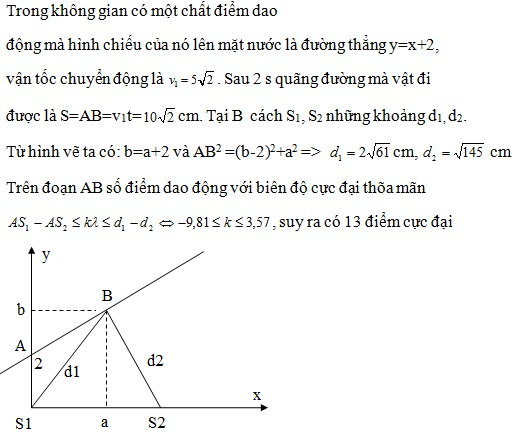 Trong không gian có một chất điểm dao
động mà hình chiếu của nó lên mặt nước là đường thẳng y=x+2,
vận tốc chuyển động là v₁ = 5√2 . Sau 2 s quãng đường mà vật đi
được là S=AB=v₁t=10√2 cm. Tại B cách S₁, S₂ những khoảng d₁, d₂.
Từ hình vẽ ta có: b=a+2 và AB² =(b-2)²+a² => d₁ = 2√61 cm, d₂ = √145 cm
Trên đoạn AB số điểm dao động với biên độ cực đại thõa mãn
AS₁ − AS₂ ≤ kλ ≤ d₁ − d₂ ⇔ −9,81 ≤ k ≤ 3,57 , suy ra có 13 điểm cực đại
y
b
B
A
2
d1
d2
x
S1
a
S2